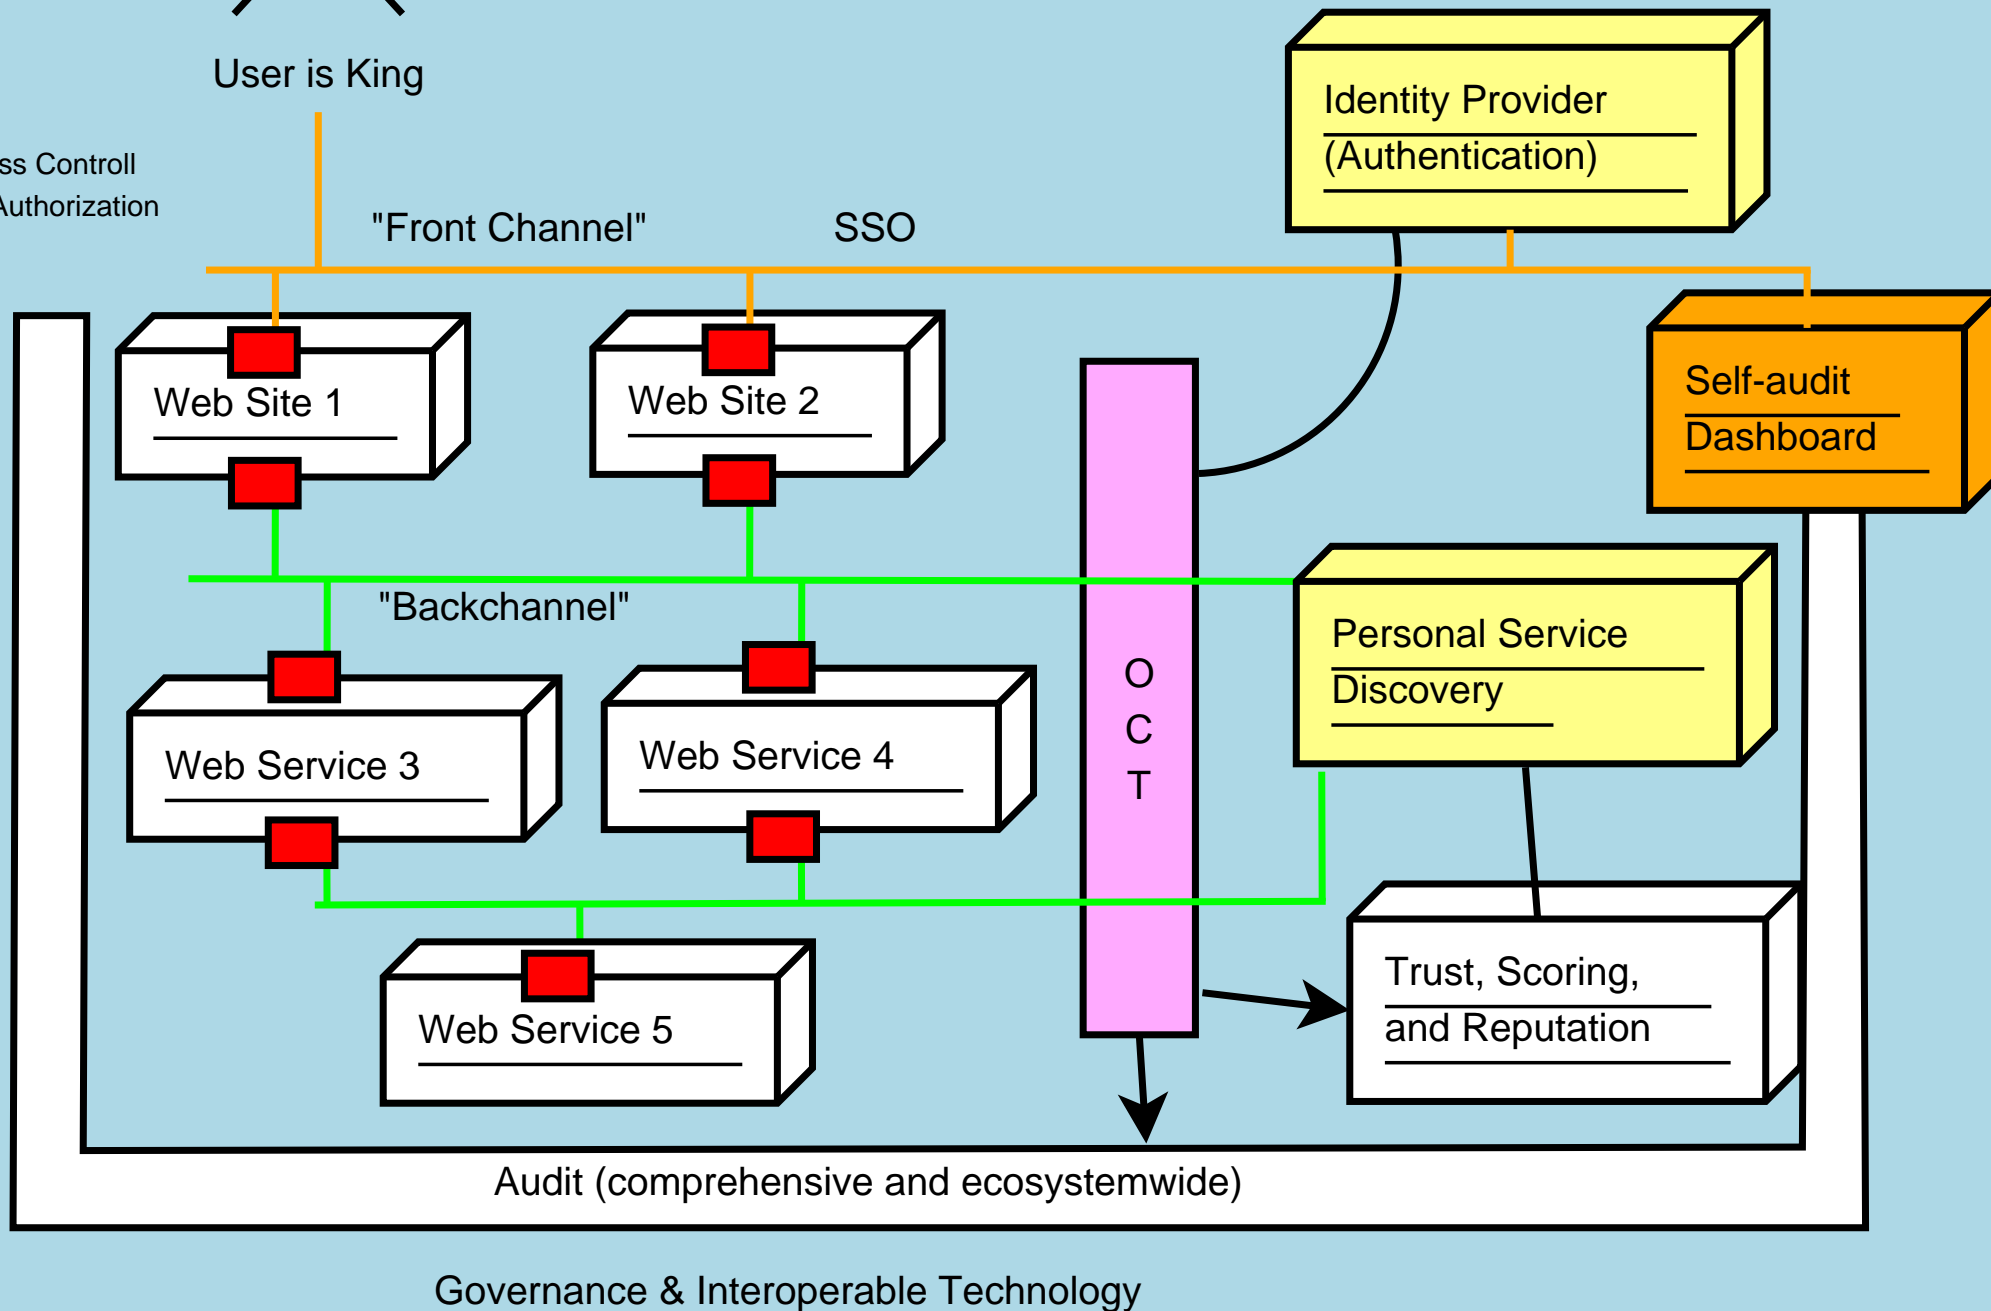 User is King
Identity Provider
(Authentication)
Controll
Authorization
"Front Channel"
SSO
Web Site 1
Web Site 2
Self-audit
Dashboard
"Backchannel"
Personal Service
Discovery
O
C
T
Web Service 3
Web Service 4
Trust, Scoring,
and Reputation
Web Service 5
Audit (comprehensive and ecosystemwide)
Governance & Interoperable Technology